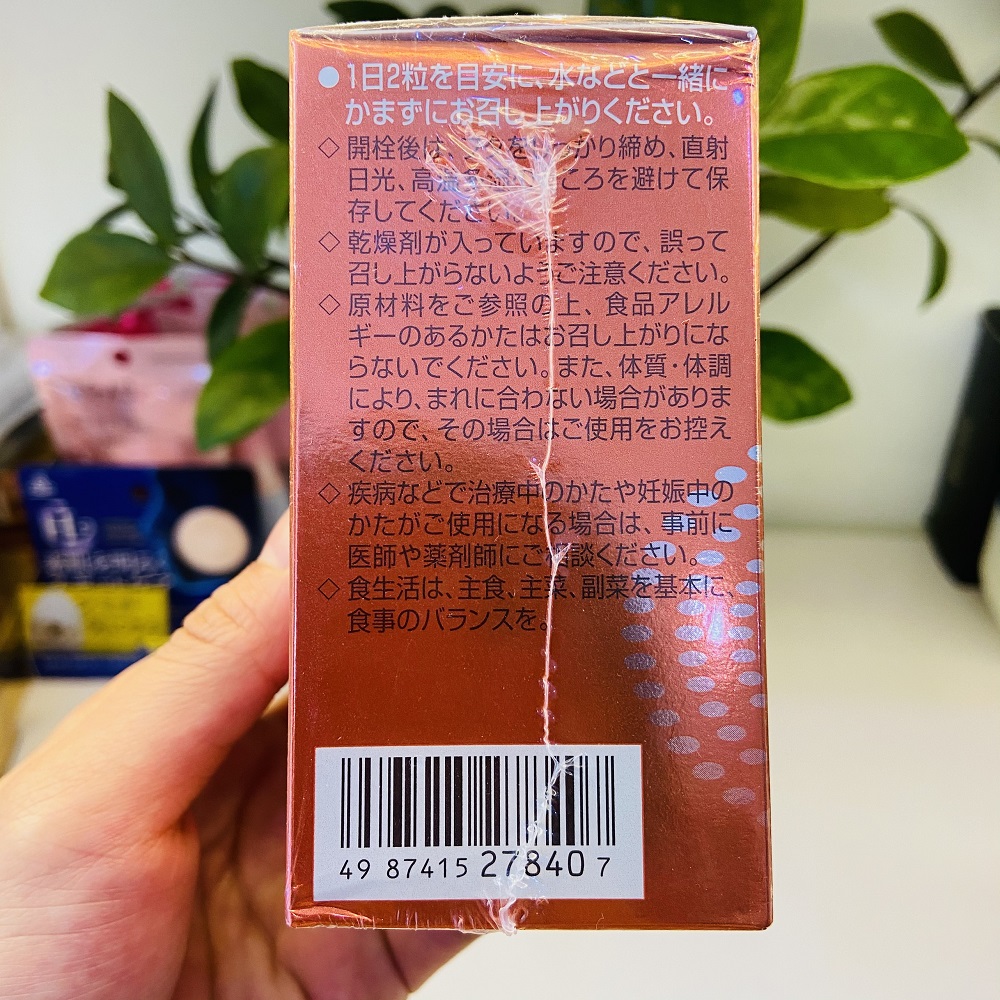 ●1日2粒を目安に、水などと一緒に
かまずにお召し上がりください。
◇開栓後は、 り締め、直射
日光、高温 ころを避けて保
存してください。
◇乾燥剤が入っていますので、誤って
召し上がらないようご注意ください。
◇原材料をご参照の上、食品アレル
ギーのあるかたはお召し上がりにな
らないでください。また、体質・体調
により、まれに合わない場合がありま
すので、その場合はご使用をお控え
ください。
◇疾病などで治療中のかたや妊娠中の
かたがご使用になる場合は、事前に
医師や薬剤師にご相談ください。
◇食生活は、主食、主菜、副菜を基本に、
食事のバランスを。
49 87415 27840 7